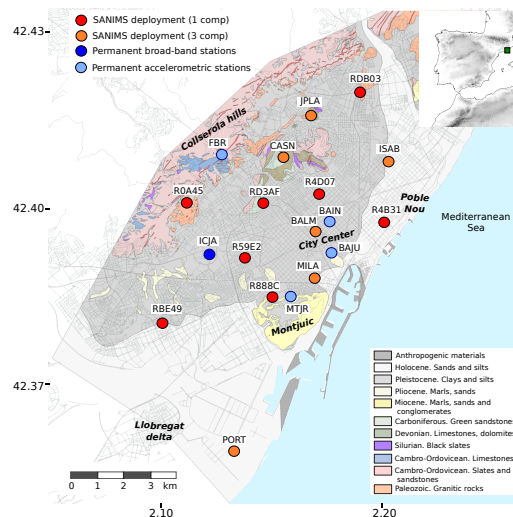 42.43
42.40
42.37
SANIMS deployment (1 comp)
SANIMS deployment (3 comp)
Permanent broad-band stations
Permanent accelerometric stations
RDB03
JPLA
Collserola hills
FBR
CASN
ISAB
R0A45
RD3AF
R4D07
Poble
Nou
BAIN
R4B31
BALM
Mediterranean
Sea
City Center
ICJA
R59E2
BAJU
MILA
R888C
RBE49
MTJR
Montjuic
Llobregat
delta
PORT
0 1 2 3 km
Anthropogenic materials
Holocene. Sands and silts
Pleistocene. Clays and silts
Pliocene. Marls, sands
Miocene. Marls, sands and
conglomerates
Carboniferous. Green sandstones
Devonian. Limestones, dolomites
Silurian. Black slates
Cambro-Ordovician. Limestones
Cambro-Ordovician. Slates and
sandstones
Paleozoic. Granitic rocks
2.10
2.20